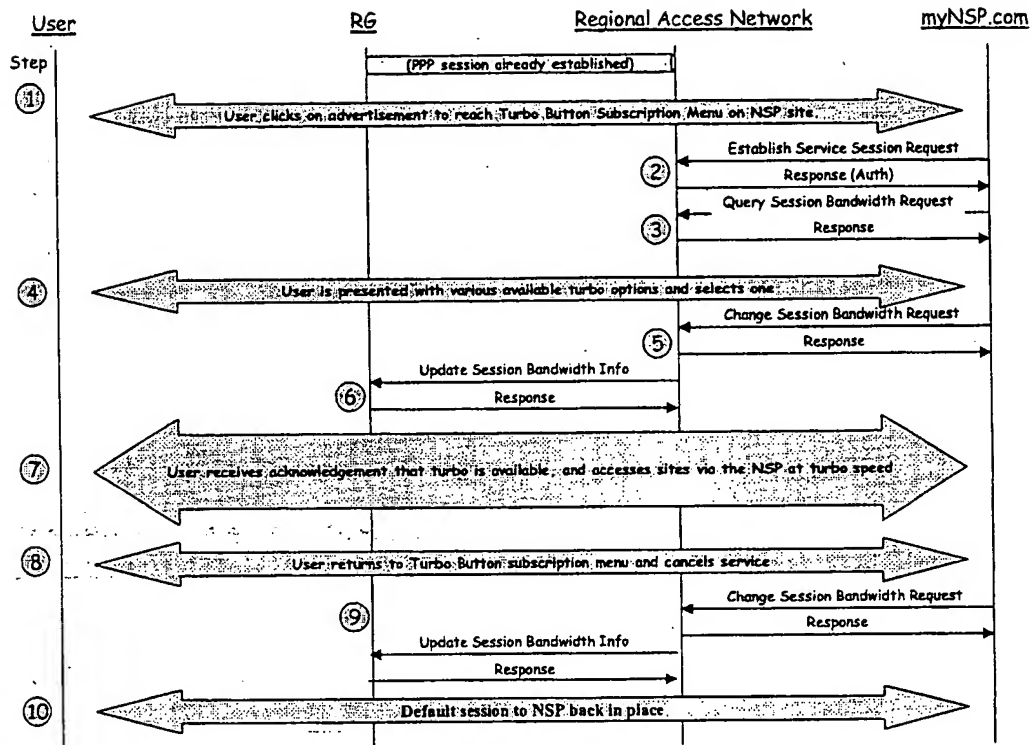 User RG Regional Access Network myNSP.com
Step
(PPP session already established)
1
User clicks on advertisement to reach Turbo Button Subscription Menu on NSP site.
Establish Service Session Request
2
Response (Auth)
Query Session Bandwidth Request
3
Response
4
User is presented with various available turbo options and selects one
Change Session Bandwidth Request
5
Response
Update Session Bandwidth Info
6
Response
7
User receives acknowledgement that turbo is available, and accesses sites via the NSP at turbo speed
8
User returns to Turbo Button subscription menu and cancels service
Change Session Bandwidth Request
9
Response
Update Session Bandwidth Info
Response
10
Default session to NSP back in place